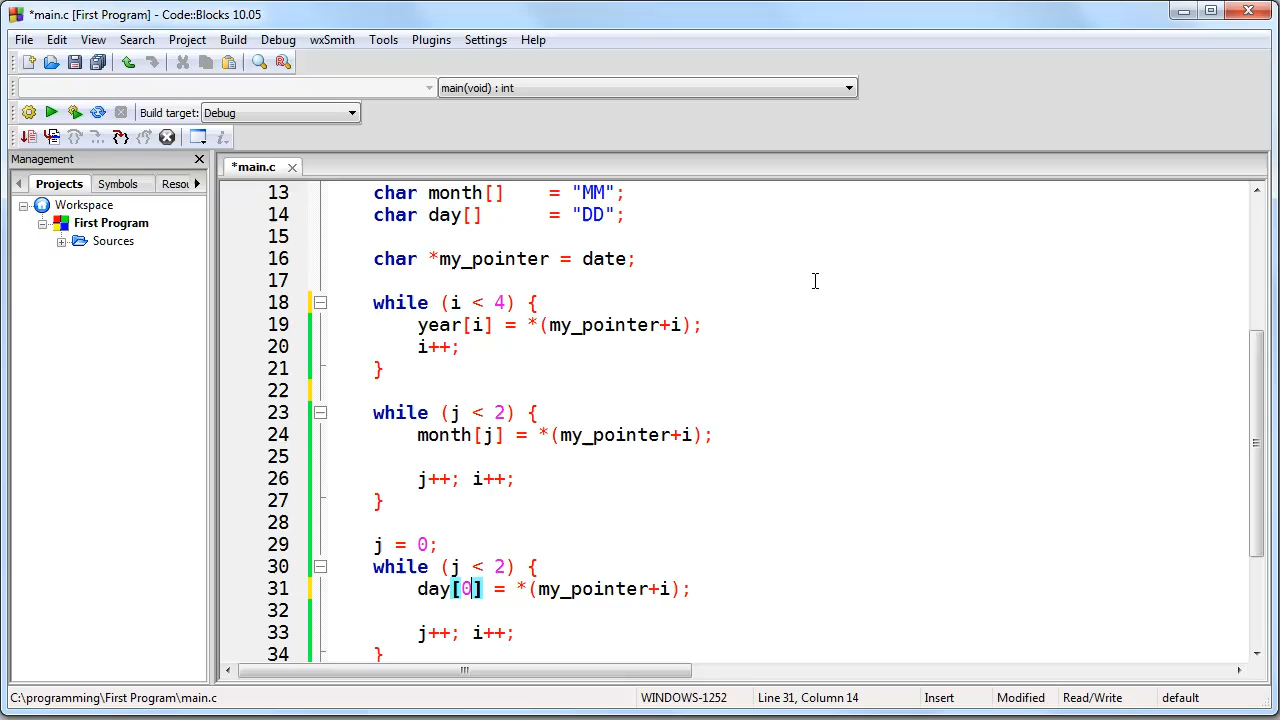 *main.c [First Program] - Code::Blocks 10.05
File Edit View Search Project Build Debug wxSmith Tools Plugins Settings Help
main(void) : int
Build target: Debug
Management
*main.c
Projects Symbols Resou
Workspace
First Program
Sources
13 char month[] = "MM";
14 char day[] = "DD";
15
16 char *my_pointer = date;
17
18 while (i < 4) {
19 year[i] = *(my_pointer+i);
20 i++;
21 }
22
23 while (j < 2) {
24 month[j] = *(my_pointer+i);
25
26 j++; i++;
27 }
28
29 j = 0;
30 while (j < 2) {
31 day[0] = *(my_pointer+i);
32
33 j++; i++;
34 }
C:\programming\First Program\main.c WINDOWS-1252 Line 31, Column 14 Insert Modified Read/Write default